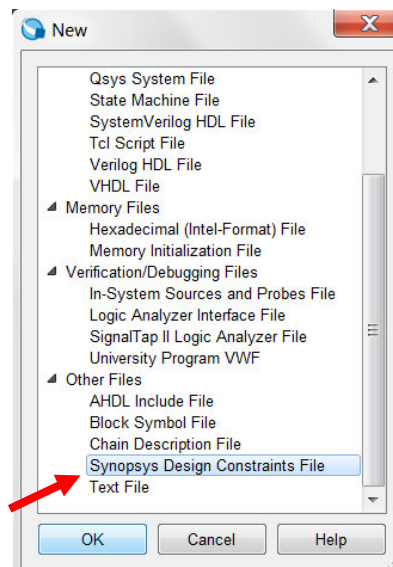 New
Qsys System File
State Machine File
SystemVerilog HDL File
Tcl Script File
Verilog HDL File
VHDL File
Memory Files
Hexadecimal (Intel-Format) File
Memory Initialization File
Verification/Debugging Files
In-System Sources and Probes File
Logic Analyzer Interface File
SignalTap II Logic Analyzer File
University Program VWF
Other Files
AHDL Include File
Block Symbol File
Chain Description File
Synopsys Design Constraints File
Text File
OK Cancel Help